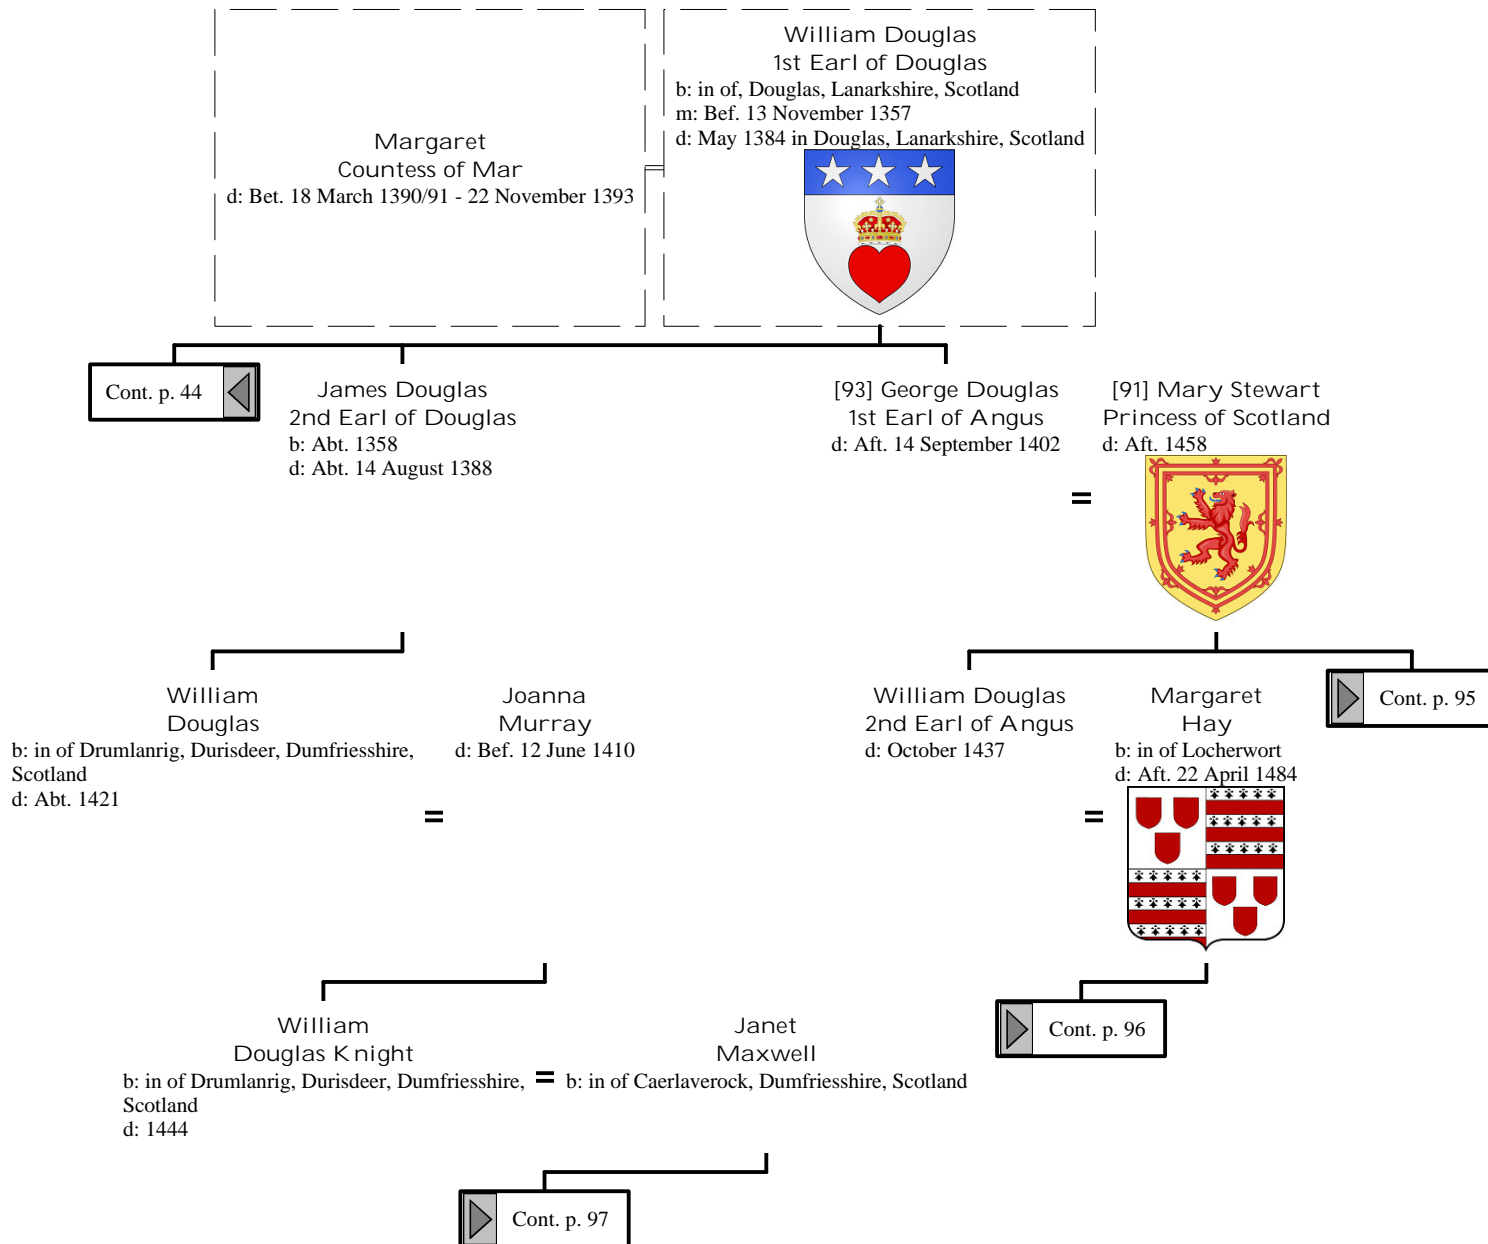 William Douglas
1st Earl of Douglas
b: in of, Douglas, Lanarkshire, Scotland
m: Bef. 13 November 1357
d: May 1384 in Douglas, Lanarkshire, Scotland
Margaret
Countess of Mar
d: Bet. 18 March 1390/91 - 22 November 1393
Cont. p. 44
James Douglas
2nd Earl of Douglas
b: Abt. 1358
d: Abt. 14 August 1388
[93] George Douglas
1st Earl of Angus
d: Aft. 14 September 1402
=
[91] Mary Stewart
Princess of Scotland
d: Aft. 1458
William
Douglas
b: in of Drumlanrig, Durisdeer, Dumfriesshire,
Scotland
d: Abt. 1421
=
Joanna
Murray
d: Bef. 12 June 1410
William Douglas
2nd Earl of Angus
d: October 1437
=
Margaret
Hay
b: in of Locherwort
d: Aft. 22 April 1484
Cont. p. 95
William
Douglas Knight
b: in of Drumlanrig, Durisdeer, Dumfriesshire,
Scotland
d: 1444
=
Janet
Maxwell
b: in of Caerlaverock, Dumfriesshire, Scotland
Cont. p. 96
Cont. p. 97